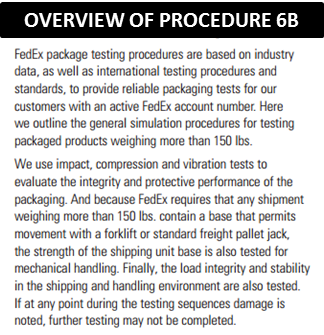 OVERVIEW OF PROCEDURE 6B
FedEx package testing procedures are based on industry
data, as well as international testing procedures and
standards, to provide reliable packaging tests for our
customers with an active FedEx account number. Here
we outline the general simulation procedures for testing
packaged products weighing more than 150 lbs.
We use impact, compression and vibration tests to
evaluate the integrity and protective performance of the
packaging. And because FedEx requires that any shipment
weighing more than 150 lbs. contain a base that permits
movement with a forklift or standard freight pallet jack,
the strength of the shipping unit base is also tested for
mechanical handling. Finally, the load integrity and stability
in the shipping and handling environment are also tested.
If at any point during the testing sequences damage is
noted, further testing may not be completed.